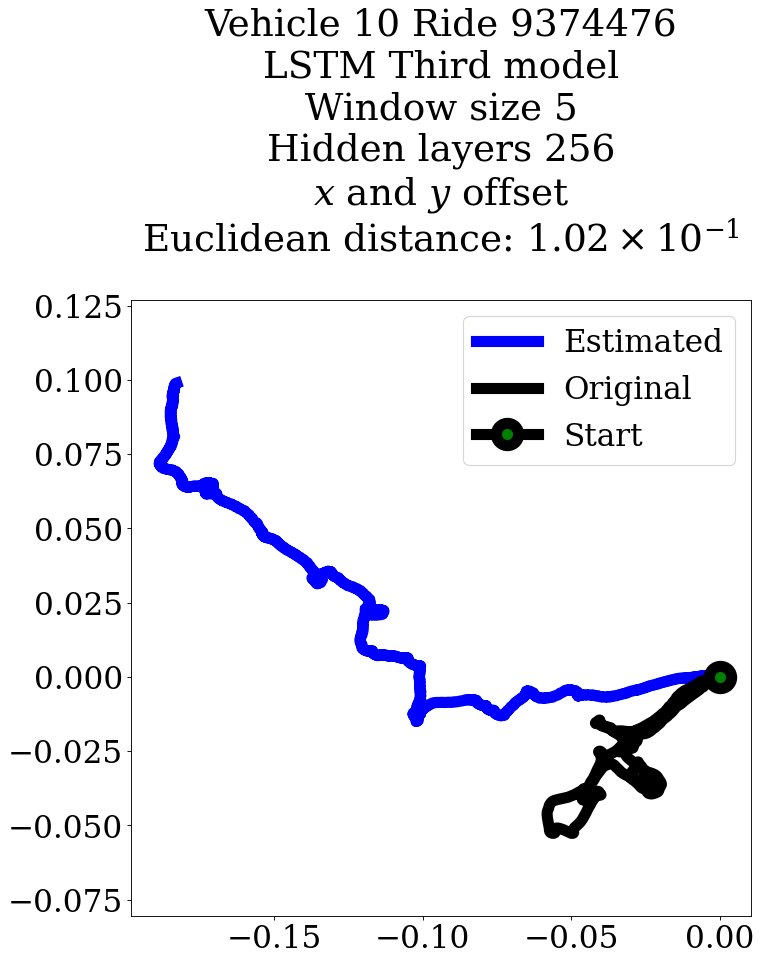 Vehicle 10 Ride 9374476
LSTM Third model
Window size 5
Hidden layers 256
x and y offset
Euclidean distance: 1.02 × 10⁻¹
Estimated
Original
Start
0.125
0.100
0.075
0.050
0.025
0.000
−0.025
−0.050
−0.075
−0.15 −0.10 −0.05 0.00